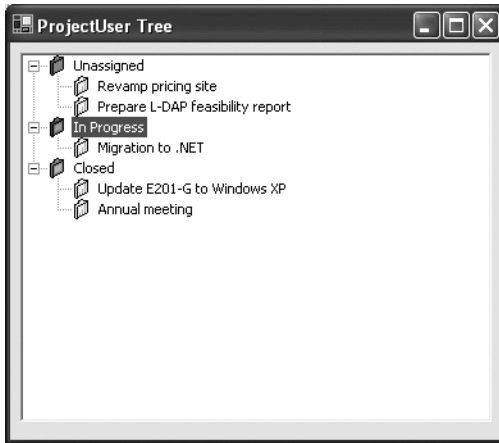 ProjectUser Tree
Unassigned
Revamp pricing site
Prepare L-DAP feasibility report
In Progress
Migration to .NET
Closed
Update E201-G to Windows XP
Annual meeting